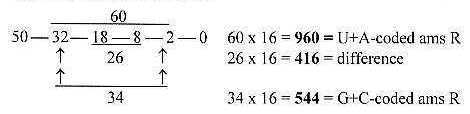 60
50 — 32 — 18 — 8 — 2 — 0
26
34
60 x 16 = 960 = U+A-coded ams R
26 x 16 = 416 = difference
34 x 16 = 544 = G+C-coded ams R